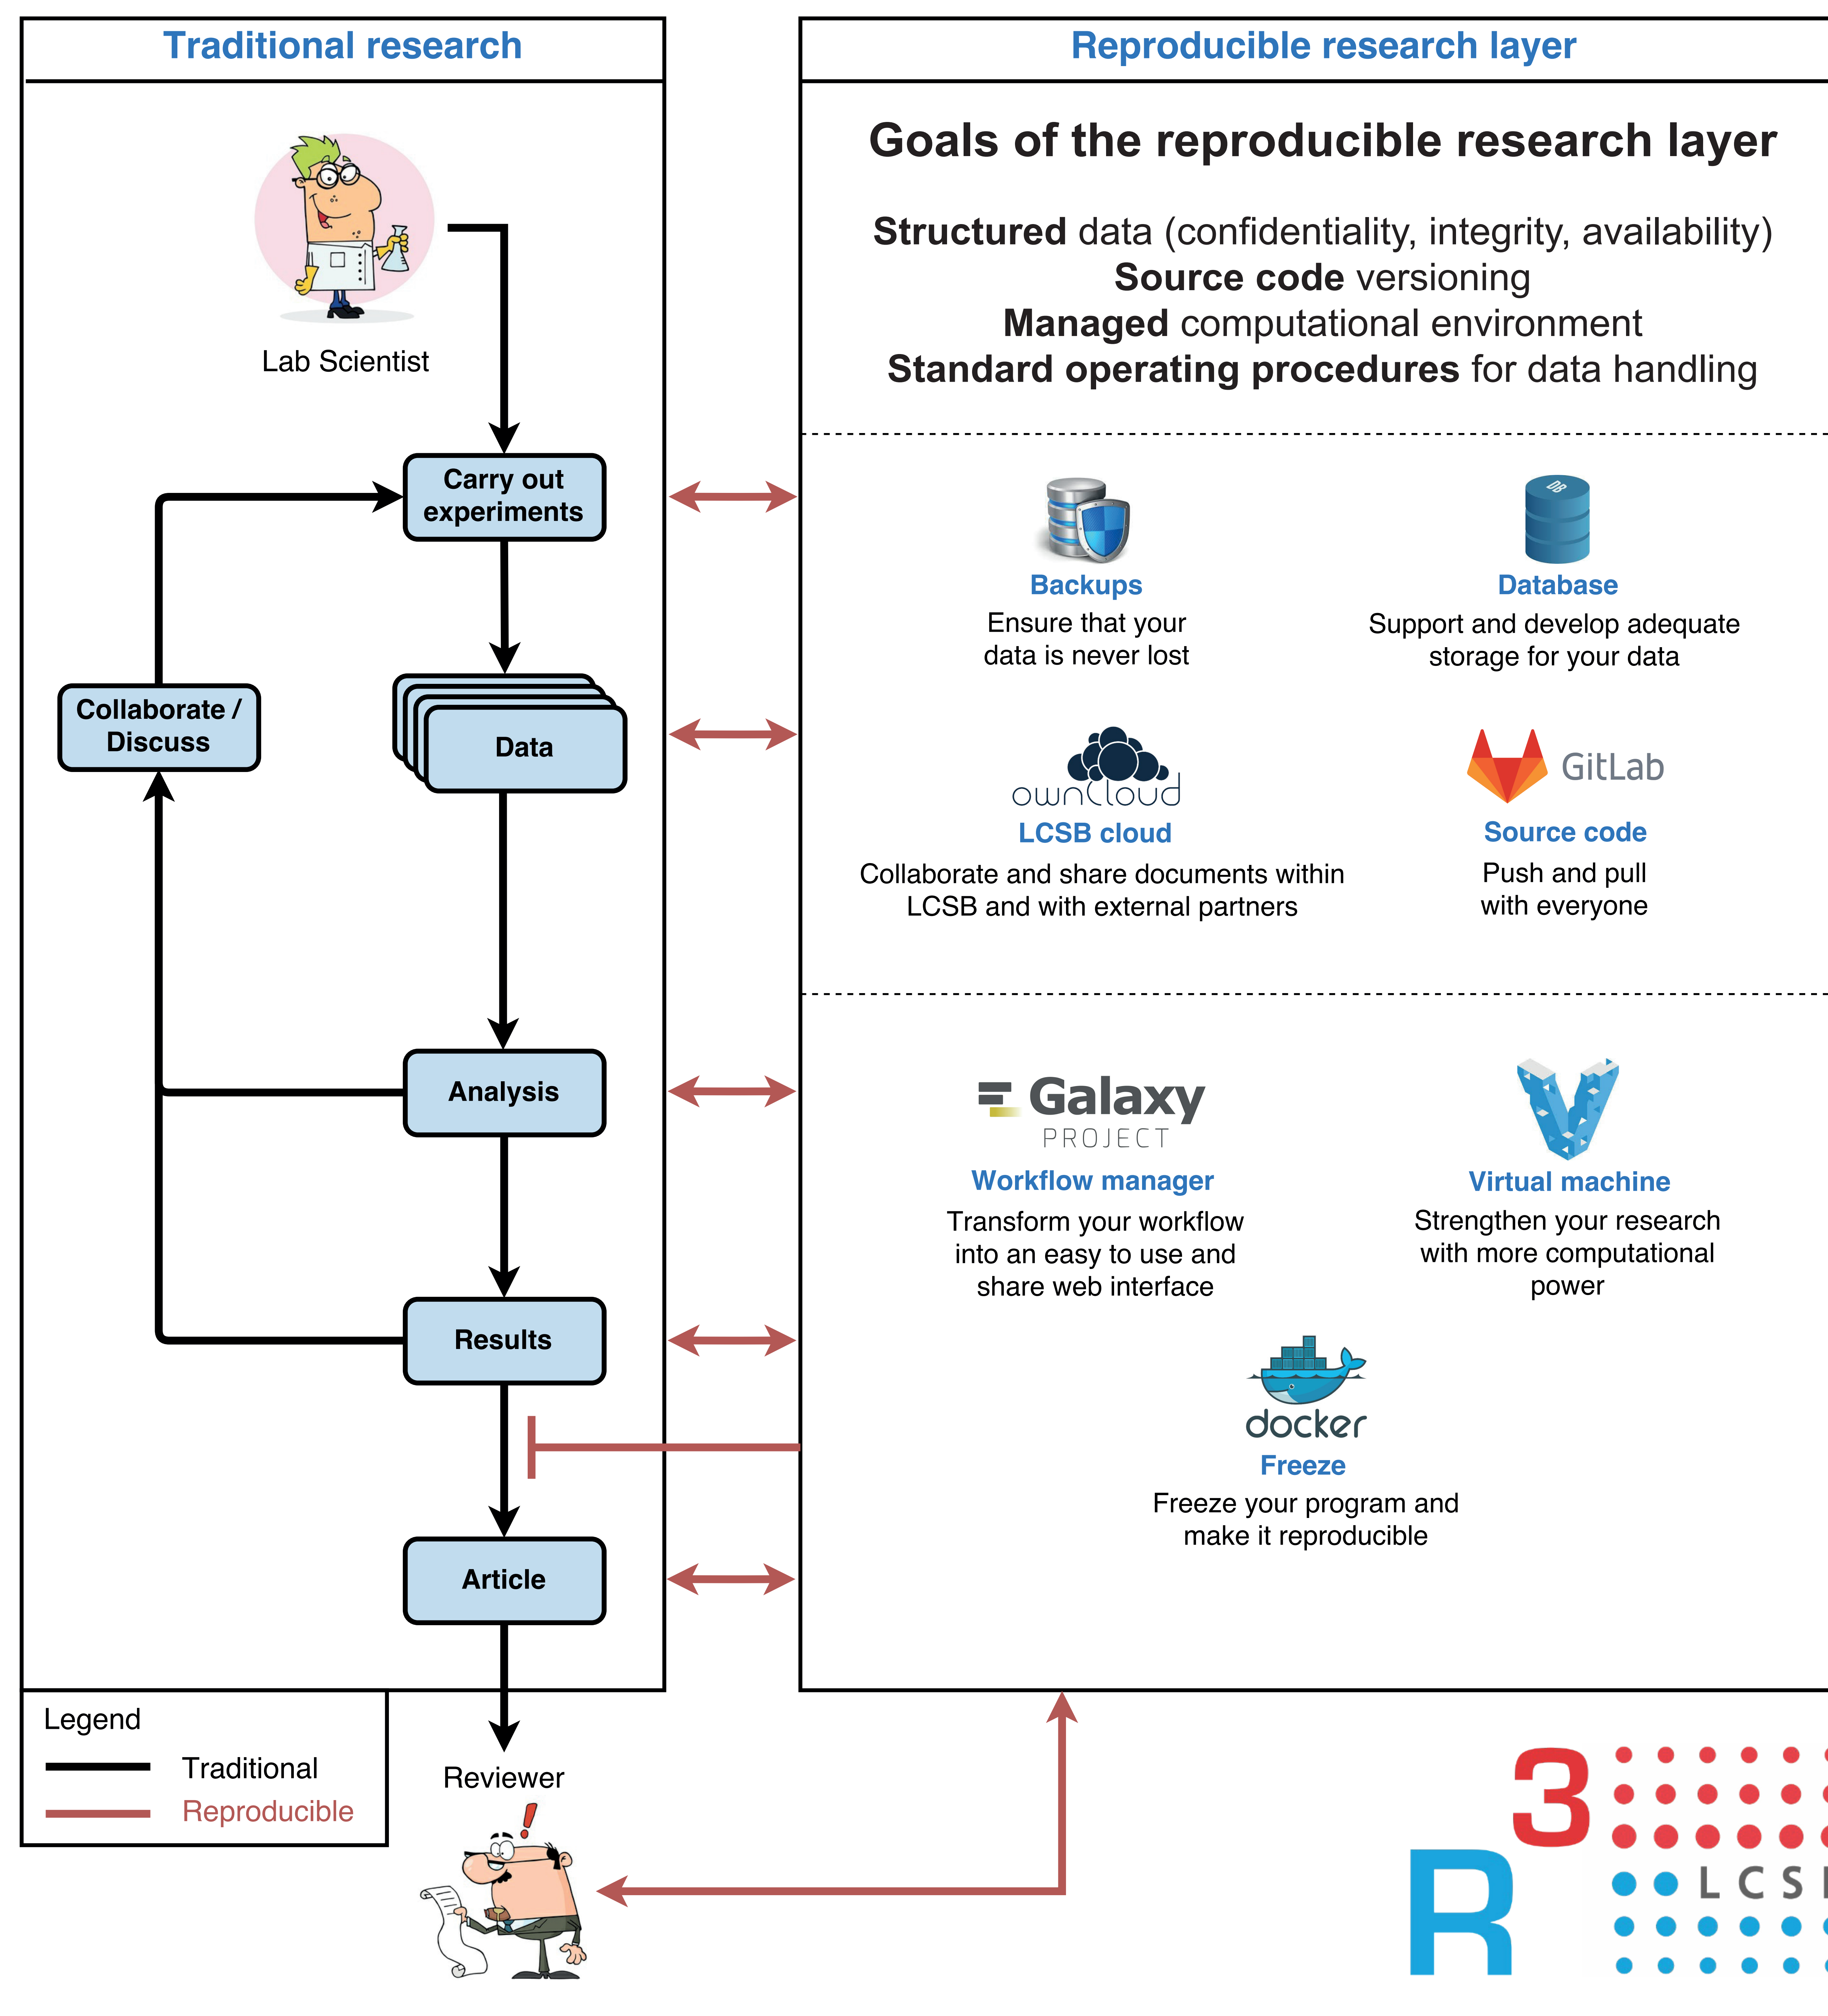 Traditional research
Lab Scientist
Carry out
experiments
Collaborate /
Discuss
Data
Analysis
Results
Article
Legend
Traditional
Reproducible
Reviewer
Reproducible research layer
Goals of the reproducible research layer
Structured data (confidentiality, integrity, availability)
Source code versioning
Managed computational environment
Standard operating procedures for data handling
Backups
Ensure that your
data is never lost
DB
Database
Support and develop adequate
storage for your data
ownCloud
LCSB cloud
Collaborate and share documents within
LCSB and with external partners
GitLab
Source code
Push and pull
with everyone
Galaxy
PROJECT
Workflow manager
Transform your workflow
into an easy to use and
share web interface
Virtual machine
Strengthen your research
with more computational
power
docker
Freeze
Freeze your program and
make it reproducible
R3
LCS